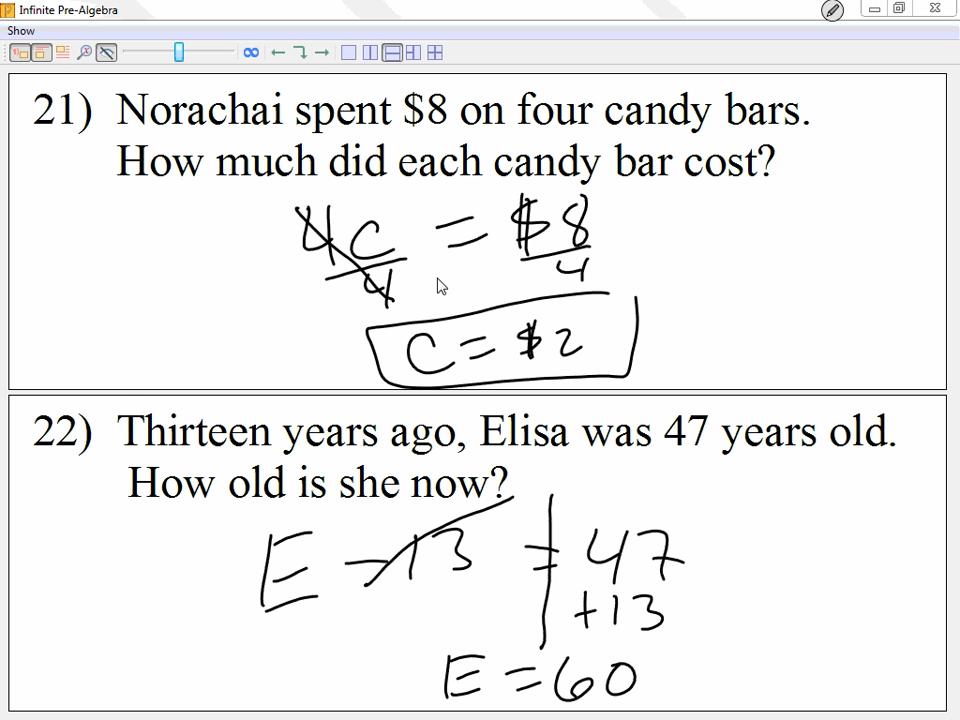 Infinite Pre-Algebra
Show
21) Norachai spent $8 on four candy bars.
How much did each candy bar cost?
4c = $8
4 4
C = $2
22) Thirteen years ago, Elisa was 47 years old.
How old is she now?
E - 13 = 47
+13
E = 60